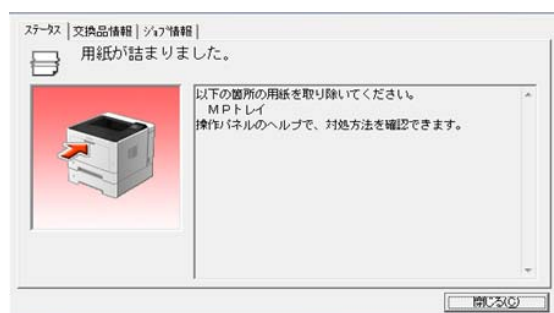 ステータス
交換品情報
ジョブ情報
用紙が詰まりました。
以下の箇所の用紙を取り除いてください。
MPトレイ
操作パネルのヘルプで、対処方法を確認できます。
閉じる(C)